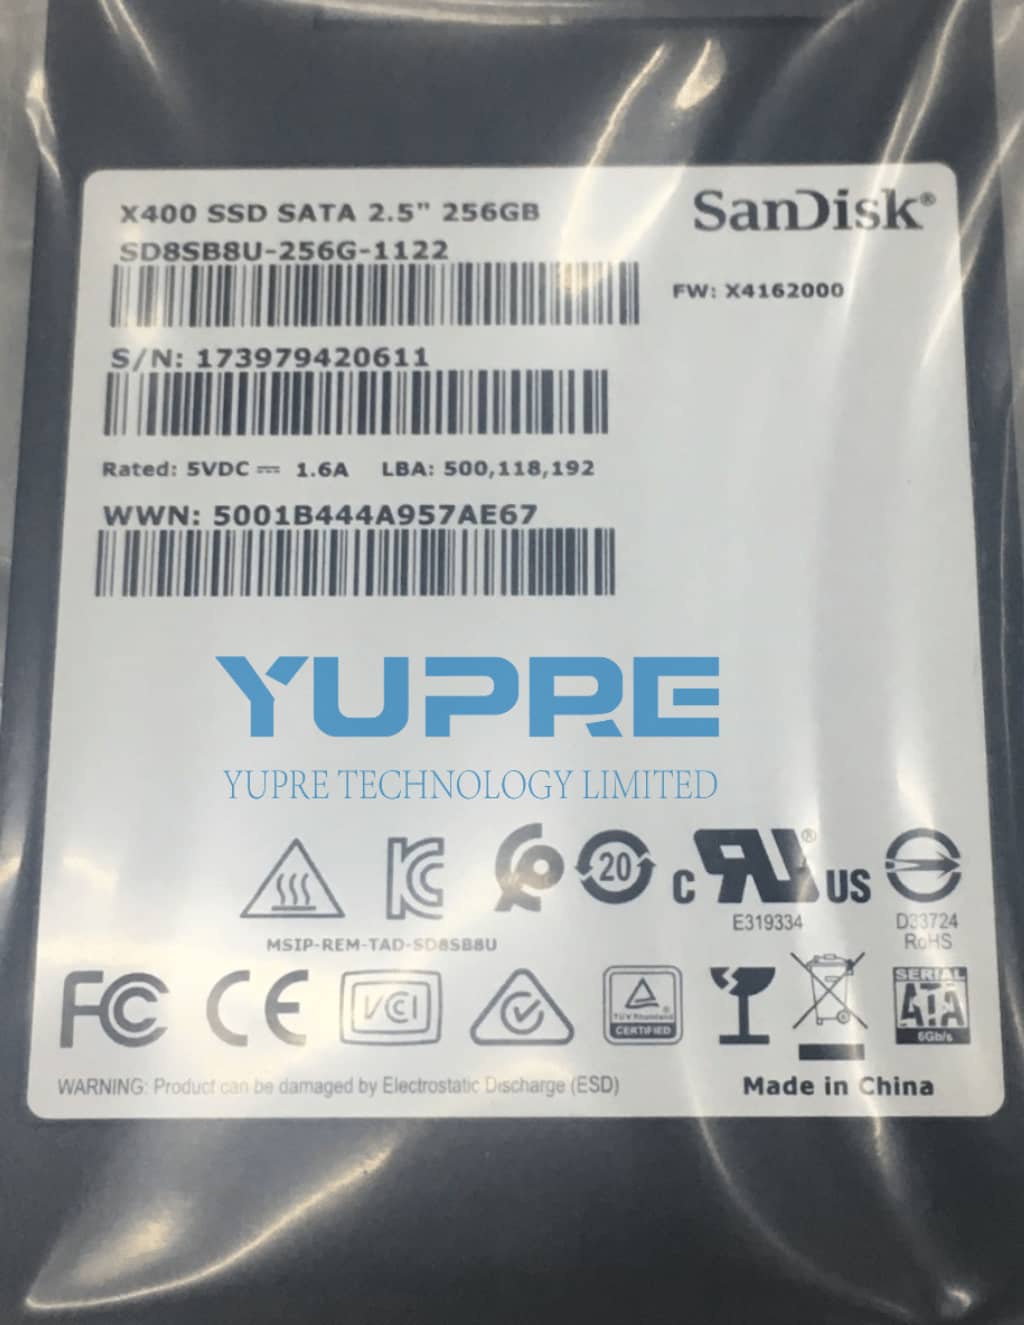 X400 SSD SATA 2.5" 256GB
SanDisk®
SD8SB8U-256G-1122
FW: X4162000
S/N: 173979420611
Rated: 5VDC ⎓ 1.6A LBA: 500,118,192
WWN: 5001B444A957AE67
YUPRE
YUPRE TECHNOLOGY LIMITED
20
c RU® US
E319334
D33724
RoHS
MSIP-REM-TAD-SD8SB8U
FC CE VCI
TÜVRheinland®
CERTIFIED
SERIAL
ATA
6Gb/s
WARNING: Product can be damaged by Electrostatic Discharge (ESD)
Made in China